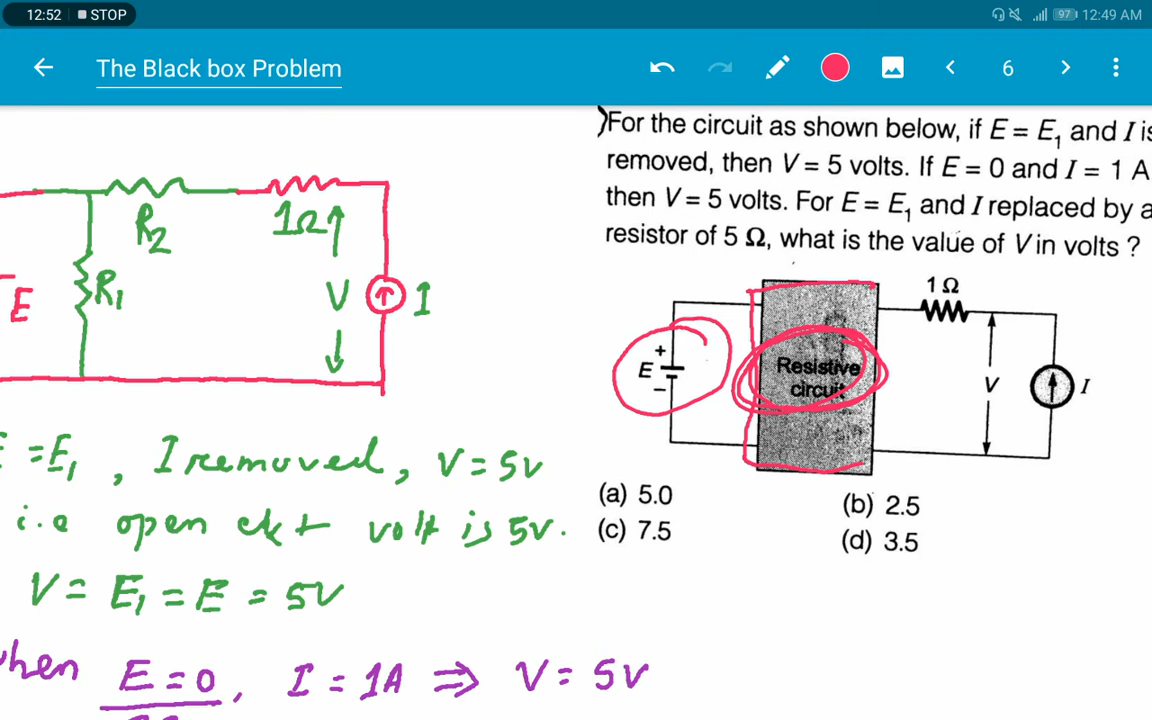 12:52 STOP 97 12:49 AM
The Black box Problem 6
)For the circuit as shown below, if E = E1 and I is
removed, then V = 5 volts. If E = 0 and I = 1 A
then V = 5 volts. For E = E1 and I replaced by a
resistor of 5 Ω, what is the value of V in volts ?
R2 1Ω
R1 V I
E
1 Ω
+
E
−
Resistive
circuit
V
I
(a) 5.0 (b) 2.5
(c) 7.5 (d) 3.5
= E1 , I removed, V = 5V
i.e open ckt volt is 5V.
V = E1 = E = 5V
E = 0 , I = 1A ⇒ V = 5V